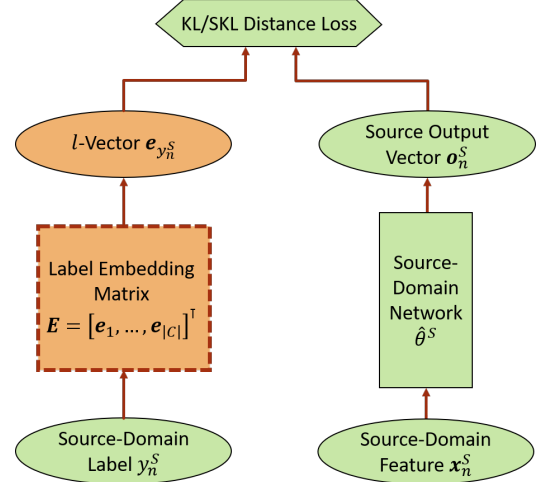 KL/SKL Distance Loss
l-Vector e_{y_n^S}
Source Output
Vector o_n^S
Label Embedding
Matrix
E = [e_1, …, e_{|C|}]^⊺
Source-
Domain
Network
θ̂^S
Source-Domain
Label y_n^S
Source-Domain
Feature x_n^S